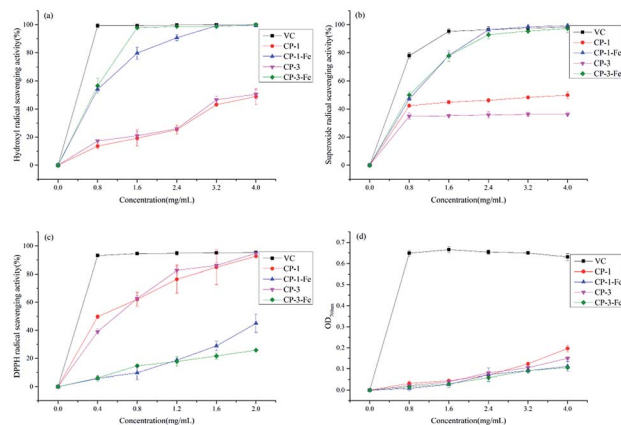 (a)
Hydroxyl radical scavenging activity(%)
100
80
60
40
20
0
0.0 0.8 1.6 2.4 3.2 4.0
Concentration(mg/mL)
VC
CP-1
CP-1-Fe
CP-3
CP-3-Fe
(b)
Superoxide radical scavenging activity(%)
100
80
60
40
20
0
0.0 0.8 1.6 2.4 3.2 4.0
Concentration(mg/mL)
VC
CP-1
CP-1-Fe
CP-3
CP-3-Fe
(c)
DPPH radical scavenging activity(%)
100
80
60
40
20
0
0.0 0.4 0.8 1.2 1.6 2.0
Concentration(mg/mL)
VC
CP-1
CP-1-Fe
CP-3
CP-3-Fe
(d)
0.7
0.6
0.5
0.4
0.3
0.2
0.1
0.0
0.0 0.8 1.6 2.4 3.2 4.0
Concentration(mg/mL)
VC
CP-1
CP-1-Fe
CP-3
CP-3-Fe